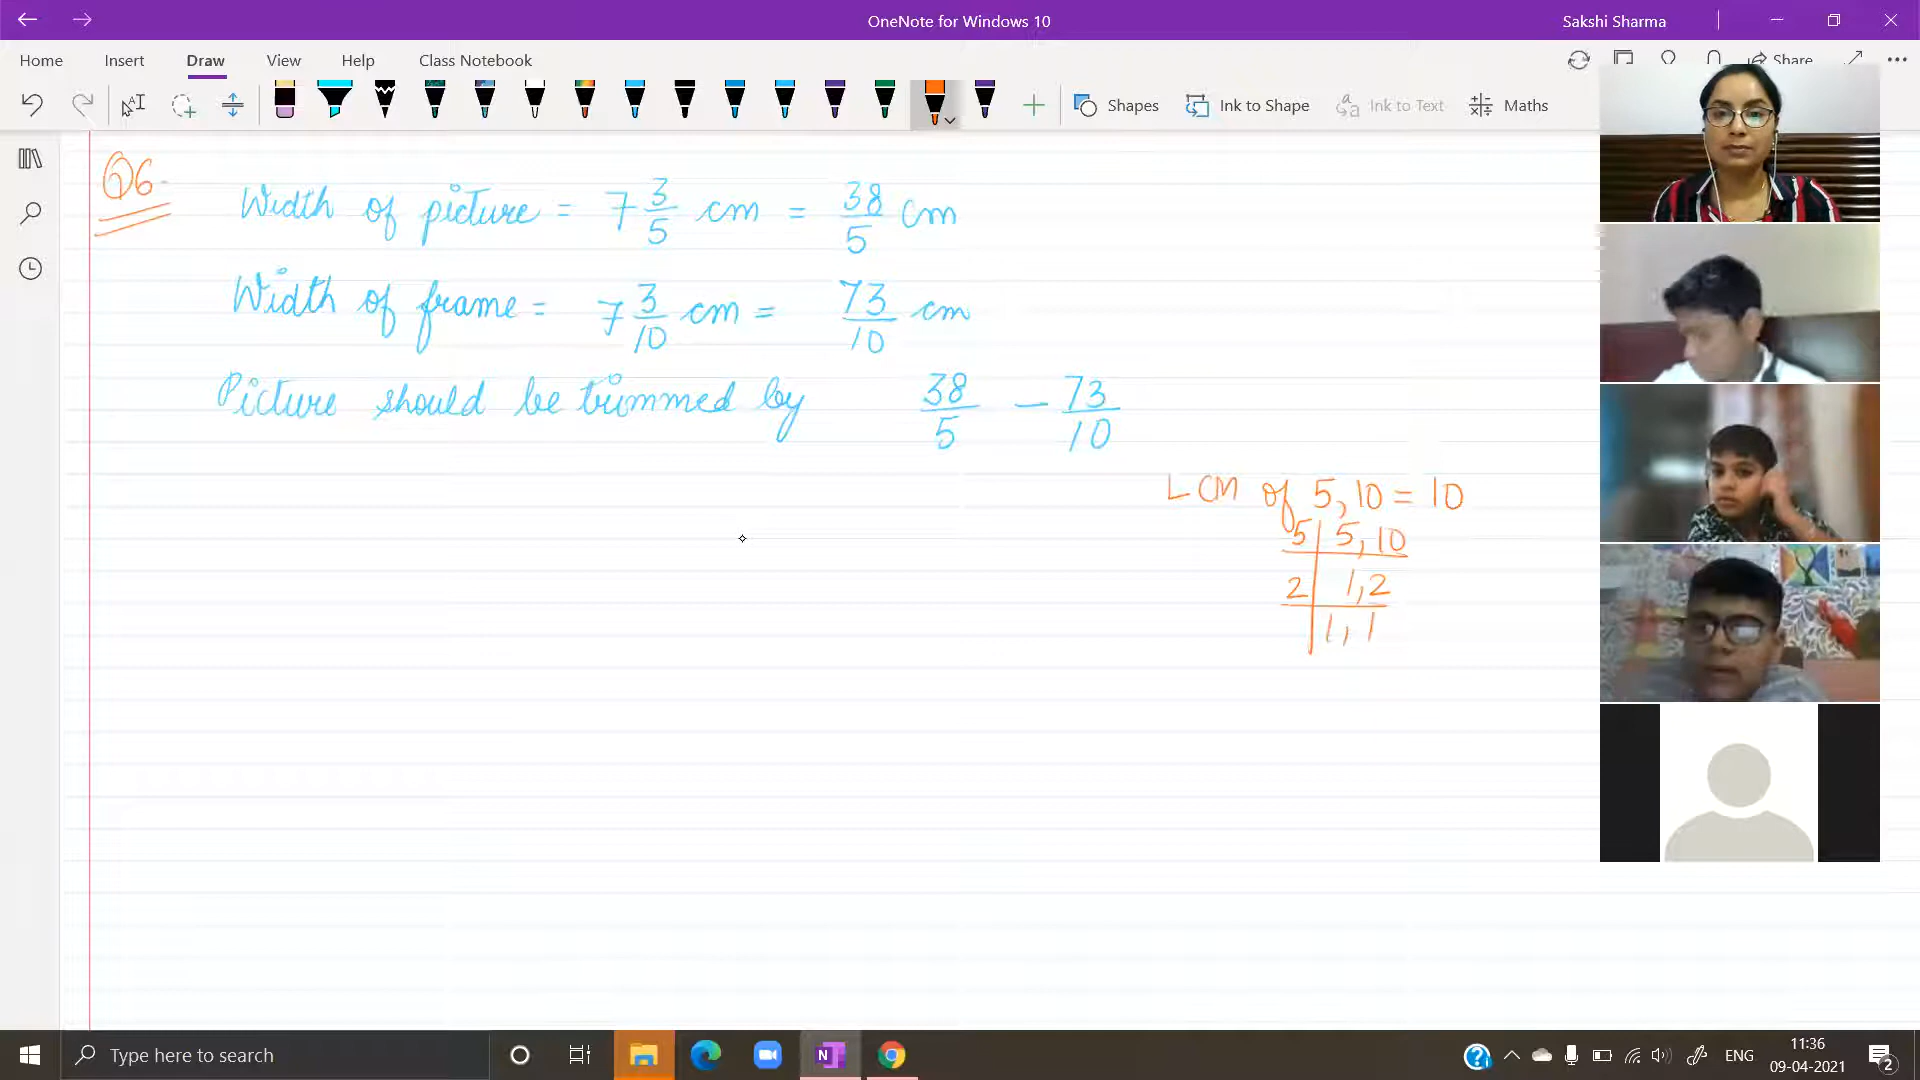 OneNote for Windows 10
Sakshi Sharma
Home Insert Draw View Help Class Notebook
Share
Shapes Ink to Shape Ink to Text Maths
Q6.
Width of picture = 7 3/5 cm = 38/5 cm
Width of frame = 7 3/10 cm = 73/10 cm
Picture should be trimmed by 38/5 - 73/10
LCM of 5, 10 = 10
5 | 5, 10
2 | 1, 2
| 1, 1
Type here to search
ENG
11:36
09-04-2021
2